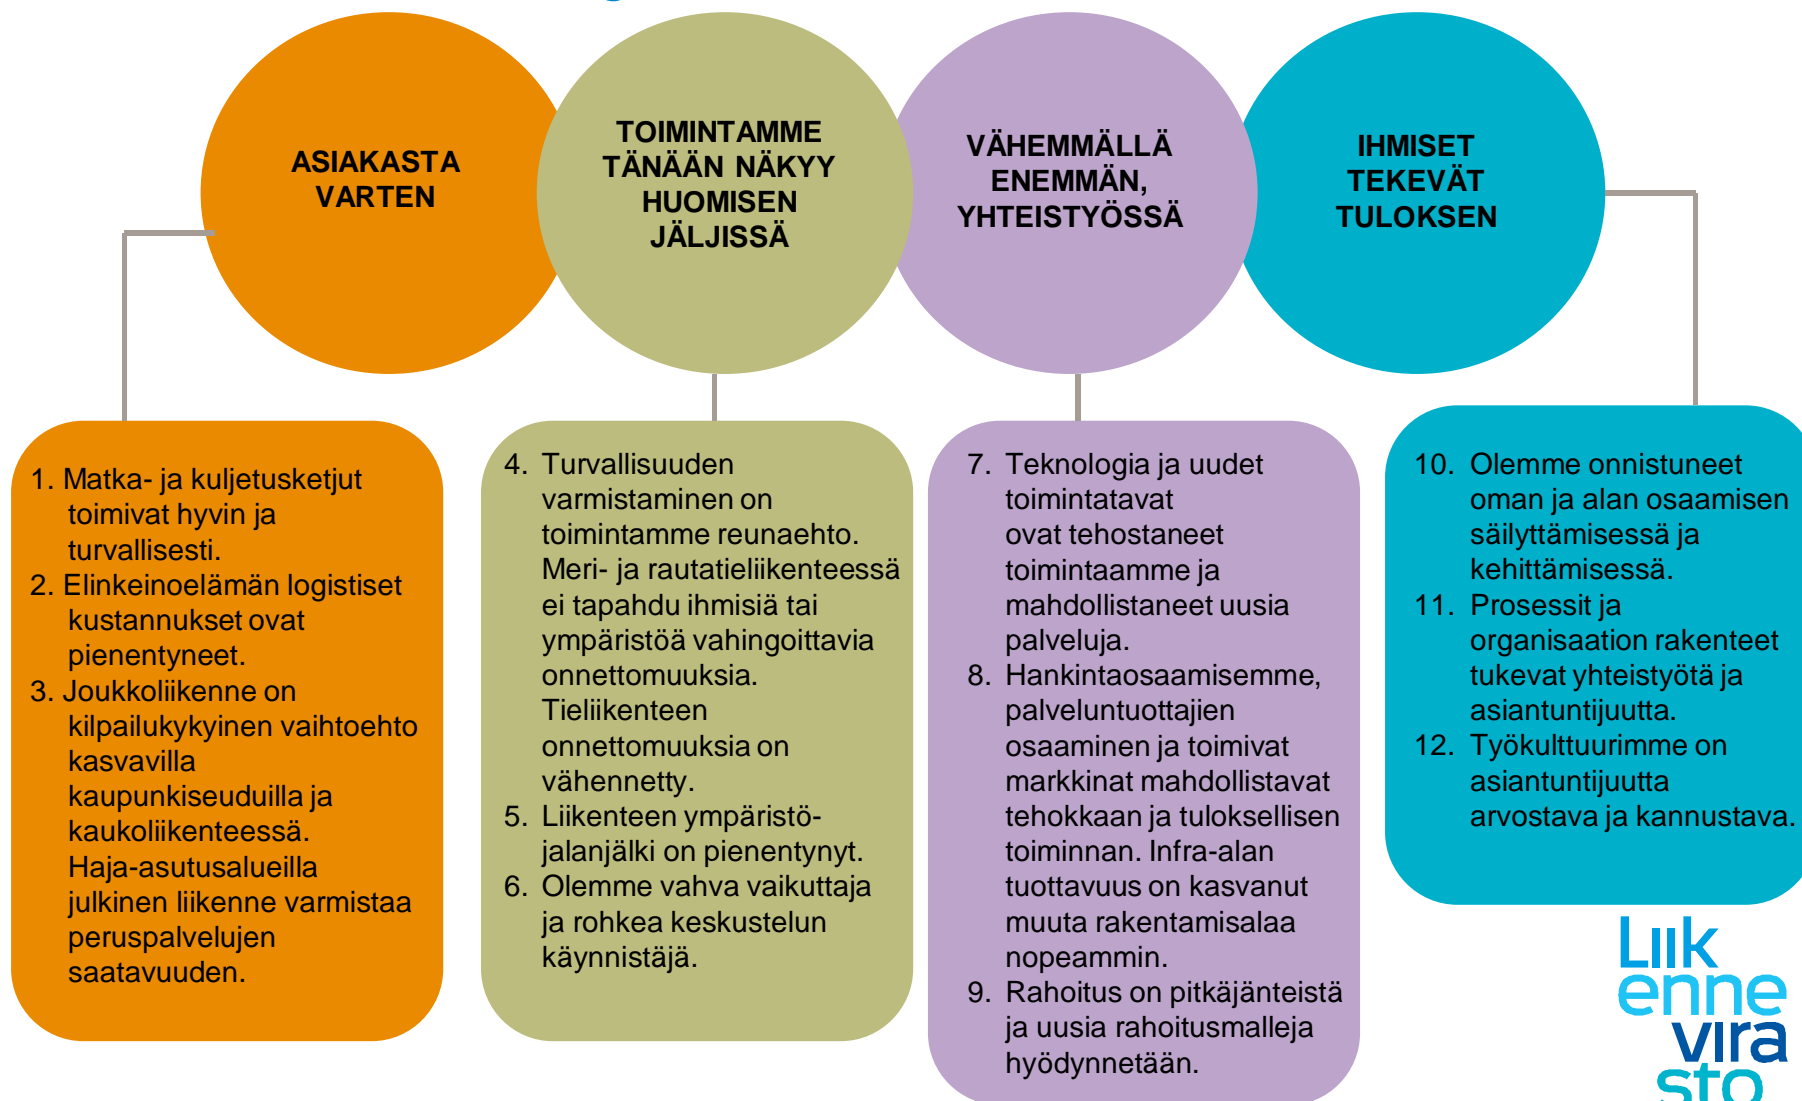 ASIAKASTA
VARTEN
TOIMINTAMME
TÄNÄÄN NÄKYY
HUOMISEN
JÄLJISSÄ
VÄHEMMÄLLÄ
ENEMMÄN,
YHTEISTYÖSSÄ
IHMISET
TEKEVÄT
TULOKSEN
1. Matka- ja kuljetusketjut
toimivat hyvin ja
turvallisesti.
2. Elinkeinoelämän logistiset
kustannukset ovat
pienentyneet.
3. Joukkoliikenne on
kilpailukykyinen vaihtoehto
kasvavilla
kaupunkiseuduilla ja
kaukoliikenteessä.
Haja-asutusalueilla
julkinen liikenne varmistaa
peruspalvelujen
saatavuuden.
4. Turvallisuuden
varmistaminen on
toimintamme reunaehto.
Meri- ja rautatieliikenteessä
ei tapahdu ihmisiä tai
ympäristöä vahingoittavia
onnettomuuksia.
Tieliikenteen
onnettomuuksia on
vähennetty.
5. Liikenteen ympäristö-
jalanjälki on pienentynyt.
6. Olemme vahva vaikuttaja
ja rohkea keskustelun
käynnistäjä.
7. Teknologia ja uudet
toimintatavat
ovat tehostaneet
toimintaamme ja
mahdollistaneet uusia
palveluja.
8. Hankintaosaamisemme,
palveluntuottajien
osaaminen ja toimivat
markkinat mahdollistavat
tehokkaan ja tuloksellisen
toiminnan. Infra-alan
tuottavuus on kasvanut
muuta rakentamisalaa
nopeammin.
9. Rahoitus on pitkäjänteistä
ja uusia rahoitusmalleja
hyödynnetään.
10. Olemme onnistuneet
oman ja alan osaamisen
säilyttämisessä ja
kehittämisessä.
11. Prosessit ja
organisaation rakenteet
tukevat yhteistyötä ja
asiantuntijuutta.
12. Työkulttuurimme on
asiantuntijuutta
arvostava ja kannustava.
Liik
enne
vira
sto